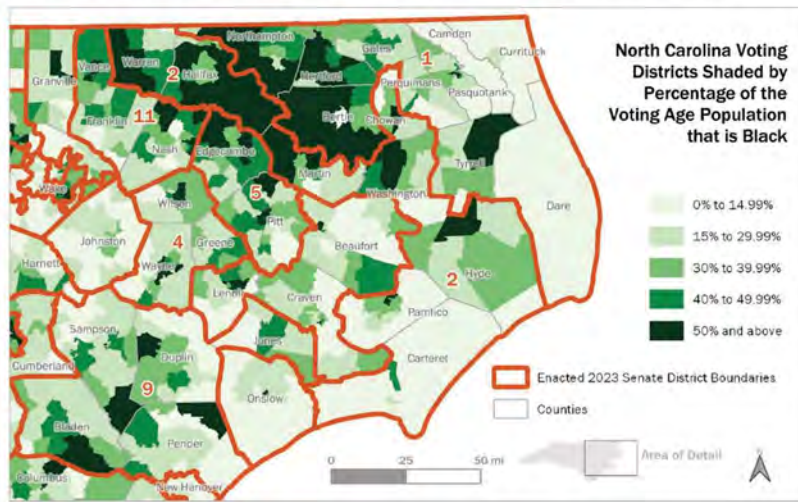 North Carolina Voting
Districts Shaded by
Percentage of the
Voting Age Population
that is Black
0% to 14.99%
15% to 29.99%
30% to 39.99%
40% to 49.99%
50% and above
Enacted 2023 Senate District Boundaries
Counties
0 25 50 mi
Area of Detail
N
Camden
Northampton
Gates
1
Currituck
Granville
Vance
Warren
2
Halifax
Hertford
Perquimans
Pasquotank
11
Franklin
Bertie
Chowan
Nash
Edgecombe
Tyrrell
Martin
Washington
Wake
5
Wilson
Pitt
Dare
Johnston
4
Greene
Beaufort
Harnett
Wayne
2
Hyde
Lenoir
Craven
Pamlico
Sampson
Jones
Duplin
Carteret
Cumberland
9
Onslow
Bladen
Pender
Columbus
New Hanover